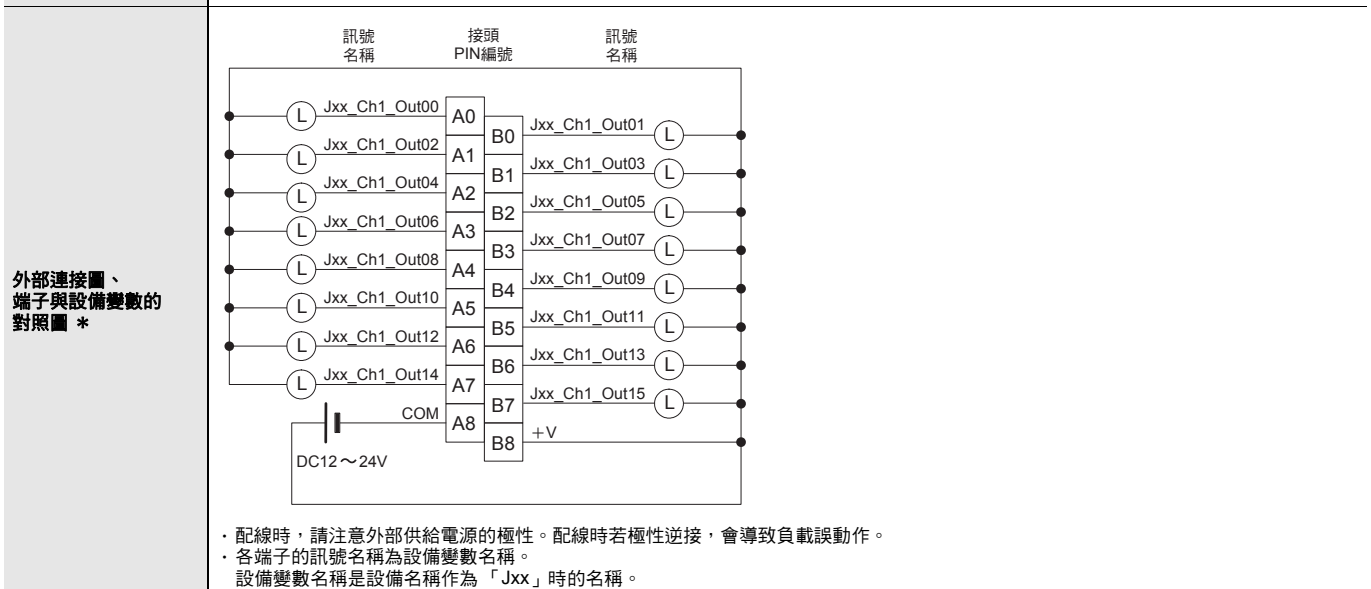 外部連接圖、
端子與設備變數的
對照圖 ＊
訊號
名稱
接頭
PIN編號
訊號
名稱
L Jxx_Ch1_Out00 A0
B0 Jxx_Ch1_Out01 L
L Jxx_Ch1_Out02 A1
B1 Jxx_Ch1_Out03 L
L Jxx_Ch1_Out04 A2
B2 Jxx_Ch1_Out05 L
L Jxx_Ch1_Out06 A3
B3 Jxx_Ch1_Out07 L
L Jxx_Ch1_Out08 A4
B4 Jxx_Ch1_Out09 L
L Jxx_Ch1_Out10 A5
B5 Jxx_Ch1_Out11 L
L Jxx_Ch1_Out12 A6
B6 Jxx_Ch1_Out13 L
L Jxx_Ch1_Out14 A7
B7 Jxx_Ch1_Out15 L
COM A8
B8 ＋V
DC12～24V
・配線時，請注意外部供給電源的極性。配線時若極性逆接，會導致負載誤動作。
・各端子的訊號名稱為設備變數名稱。
設備變數名稱是設備名稱作為「Jxx」時的名稱。